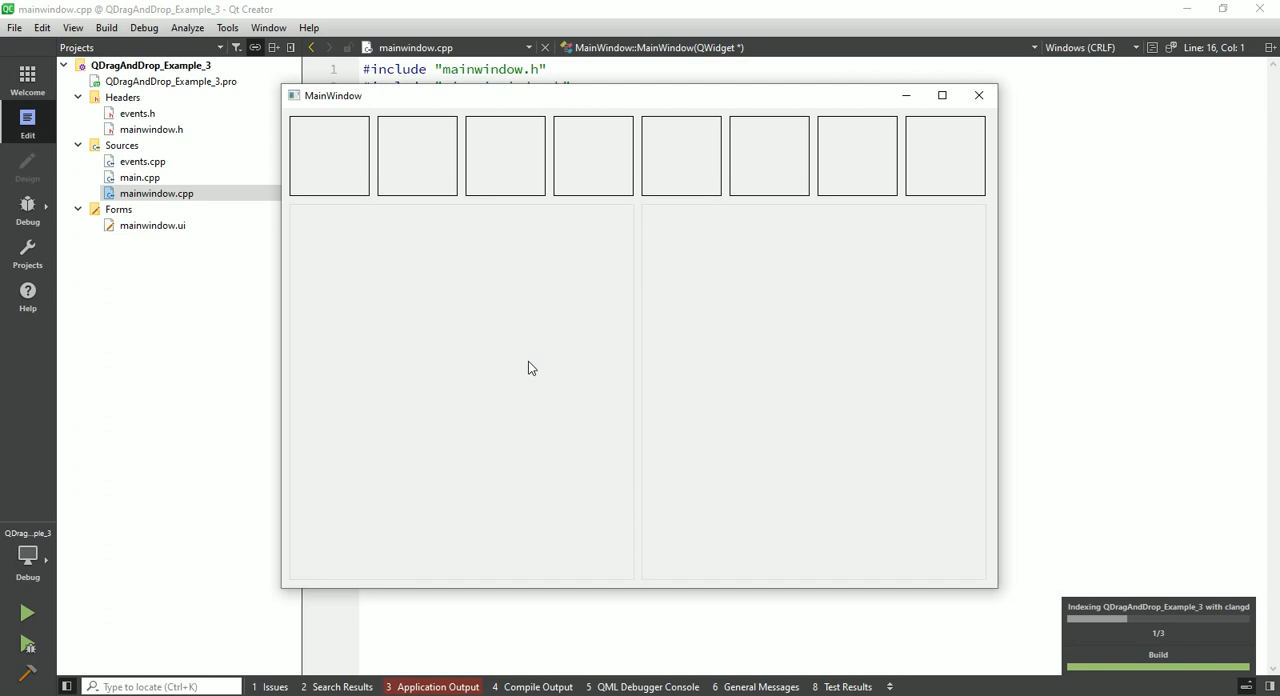 mainwindow.cpp @ QDragAndDrop_Example_3 - Qt Creator
File Edit View Build Debug Analyze Tools Window Help
Projects
mainwindow.cpp
MainWindow::MainWindow(QWidget *)
Windows (CRLF)
Line: 16, Col: 1
Welcome
Edit
Design
Debug
Projects
Help
QDragAndDrop_Example_3
QDragAndDrop_Example_3.pro
Headers
events.h
mainwindow.h
Sources
events.cpp
main.cpp
mainwindow.cpp
Forms
mainwindow.ui
1 #include "mainwindow.h"
MainWindow
QDrag...ple_3
Debug
Indexing QDragAndDrop_Example_3 with clangd
1/3
Build
Type to locate (Ctrl+K)
1 Issues 2 Search Results 3 Application Output 4 Compile Output 5 QML Debugger Console 6 General Messages 8 Test Results